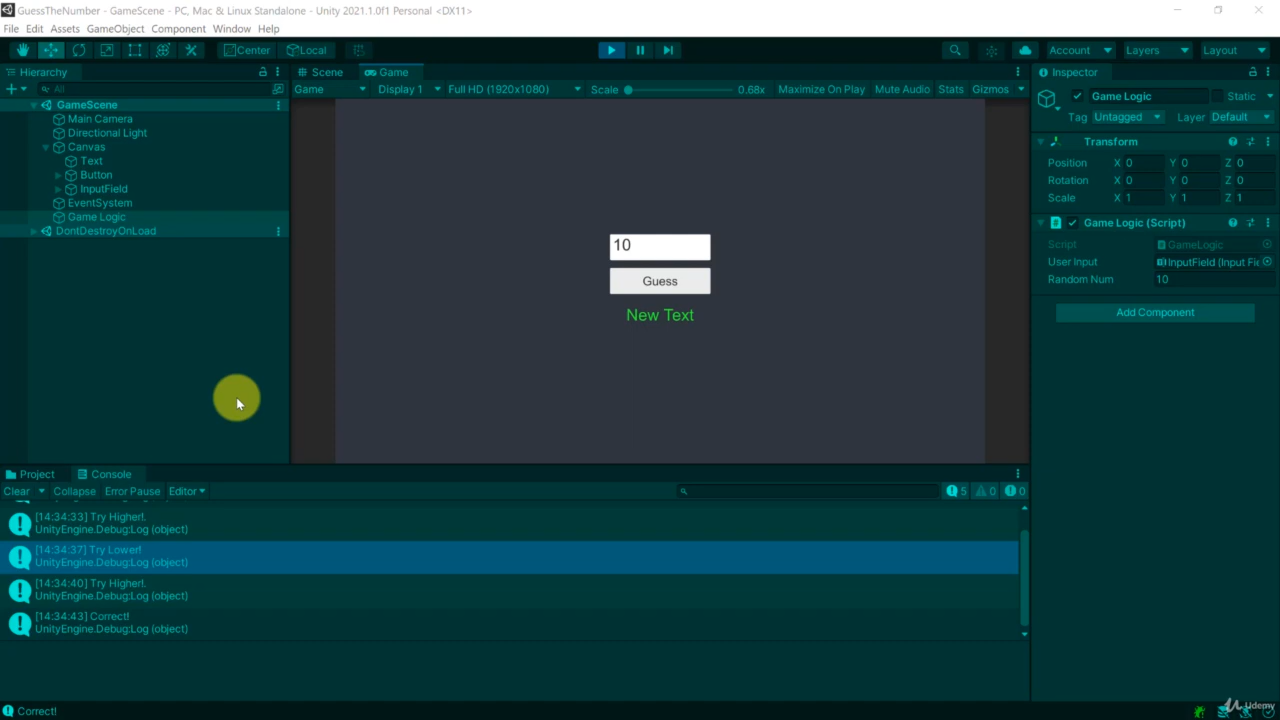 GuessTheNumber - GameScene - PC, Mac & Linux Standalone - Unity 2021.1.0f1 Personal <DX11>
File Edit Assets GameObject Component Window Help
Center Local Account Layers Layout
Hierarchy
All
GameScene
Main Camera
Directional Light
Canvas
Text
Button
InputField
EventSystem
Game Logic
DontDestroyOnLoad
Scene Game
Game Display 1 Full HD (1920x1080) Scale 0.68x Maximize On Play Mute Audio Stats Gizmos
10
Guess
New Text
Inspector
Game Logic Static
Tag Untagged Layer Default
Transform
Position X 0 Y 0 Z 0
Rotation X 0 Y 0 Z 0
Scale X 1 Y 1 Z 1
Game Logic (Script)
Script GameLogic
User Input InputField (Input Fie
Random Num 10
Add Component
Project Console
Clear Collapse Error Pause Editor 5 0 0
[14:34:33] Try Higher!.
UnityEngine.Debug:Log (object)
[14:34:37] Try Lower!
UnityEngine.Debug:Log (object)
[14:34:40] Try Higher!.
UnityEngine.Debug:Log (object)
[14:34:43] Correct!
UnityEngine.Debug:Log (object)
Correct!
Udemy